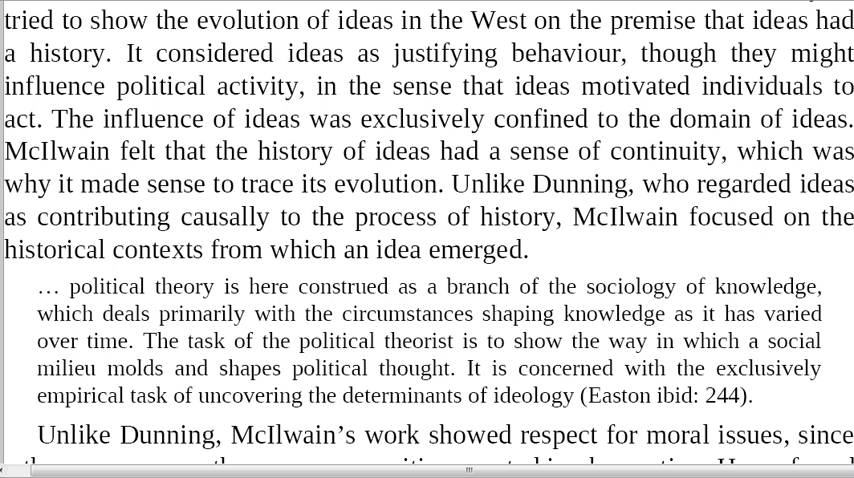 tried to show the evolution of ideas in the West on the premise that ideas had
a history. It considered ideas as justifying behaviour, though they might
influence political activity, in the sense that ideas motivated individuals to
act. The influence of ideas was exclusively confined to the domain of ideas.
McIlwain felt that the history of ideas had a sense of continuity, which was
why it made sense to trace its evolution. Unlike Dunning, who regarded ideas
as contributing causally to the process of history, McIlwain focused on the
historical contexts from which an idea emerged.
… political theory is here construed as a branch of the sociology of knowledge,
which deals primarily with the circumstances shaping knowledge as it has varied
over time. The task of the political theorist is to show the way in which a social
milieu molds and shapes political thought. It is concerned with the exclusively
empirical task of uncovering the determinants of ideology (Easton ibid: 244).
Unlike Dunning, McIlwain’s work showed respect for moral issues, since